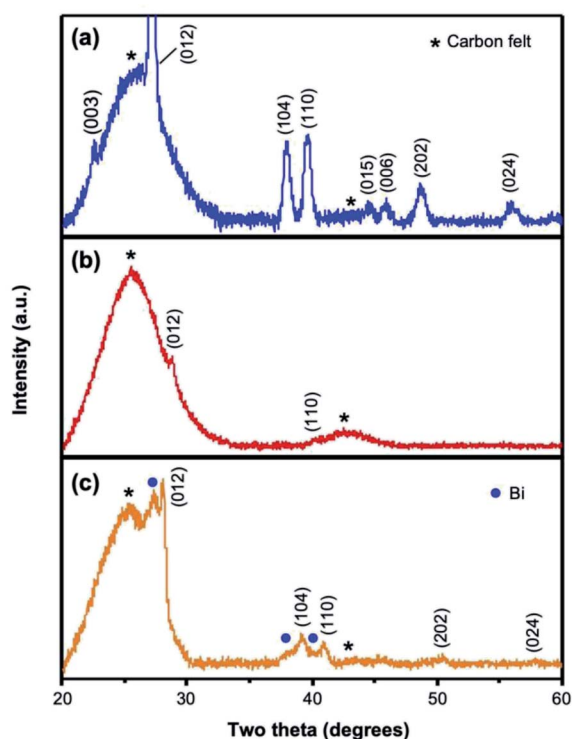 (a)
* Carbon felt
*
(012)
(003)
(104)
(110)
*
(015)
(006)
(202)
(024)
(b)
*
(012)
(110)
*
(c)
Bi
*
(012)
(104)
(110)
*
(202)
(024)
Intensity (a.u.)
20 30 40 50 60
Two theta (degrees)